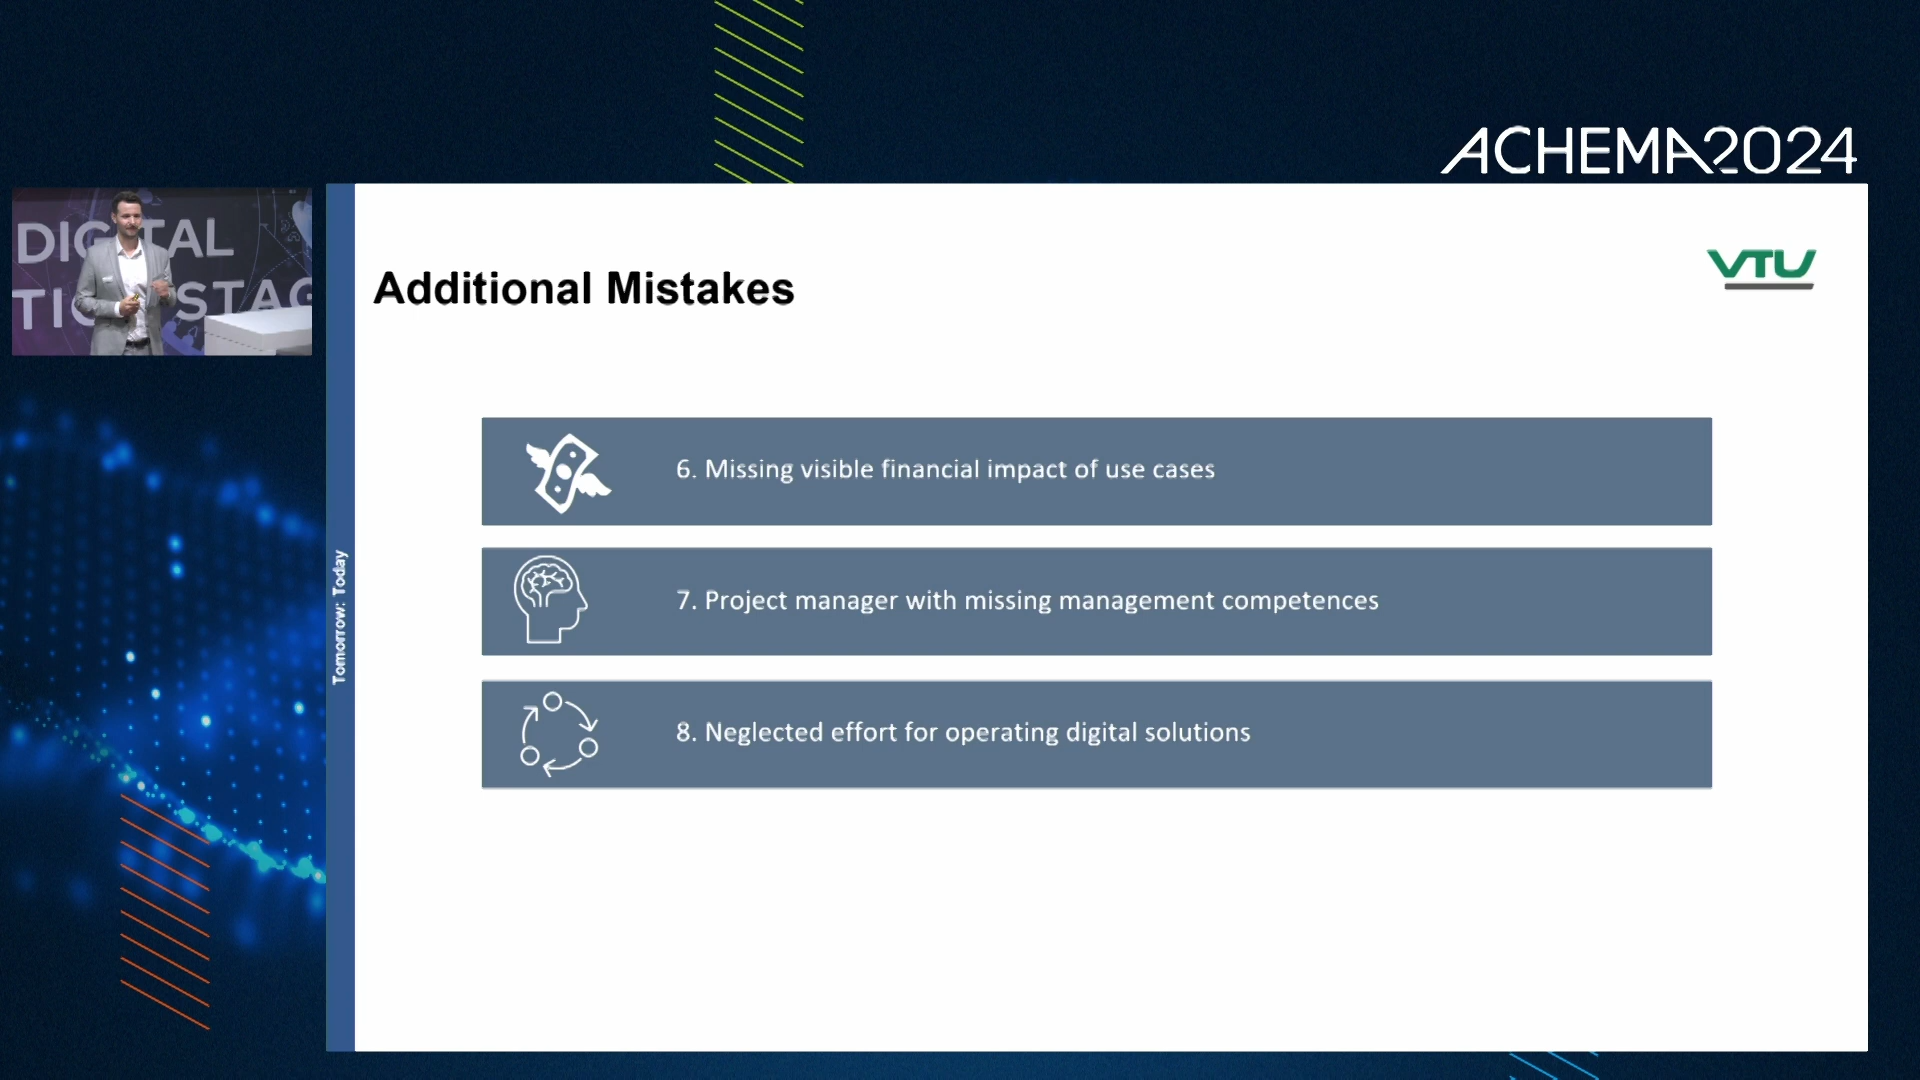 ACHEMA2024
DIGITAL
STAG
VTU
Additional Mistakes
Tomorrow: Today
6. Missing visible financial impact of use cases
7. Project manager with missing management competences
8. Neglected effort for operating digital solutions